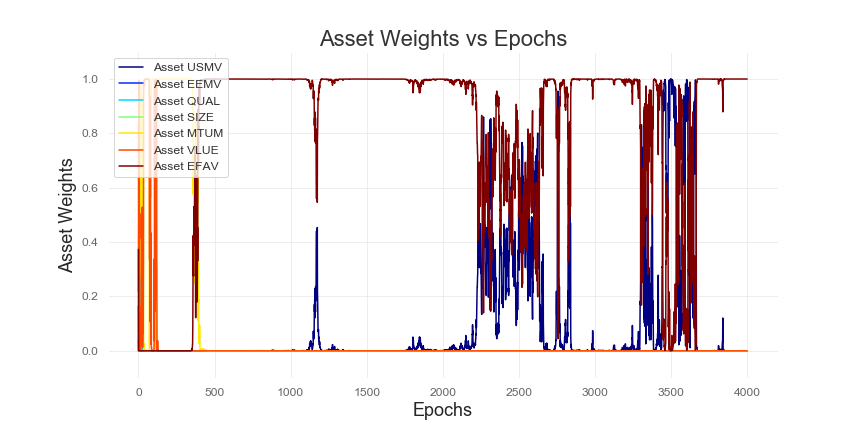 Asset Weights vs Epochs
Asset USMV
Asset EEMV
Asset QUAL
Asset SIZE
Asset MTUM
Asset VLUE
Asset EFAV
Asset Weights
1.0
0.8
0.6
0.4
0.2
0.0
0 500 1000 1500 2000 2500 3000 3500 4000
Epochs